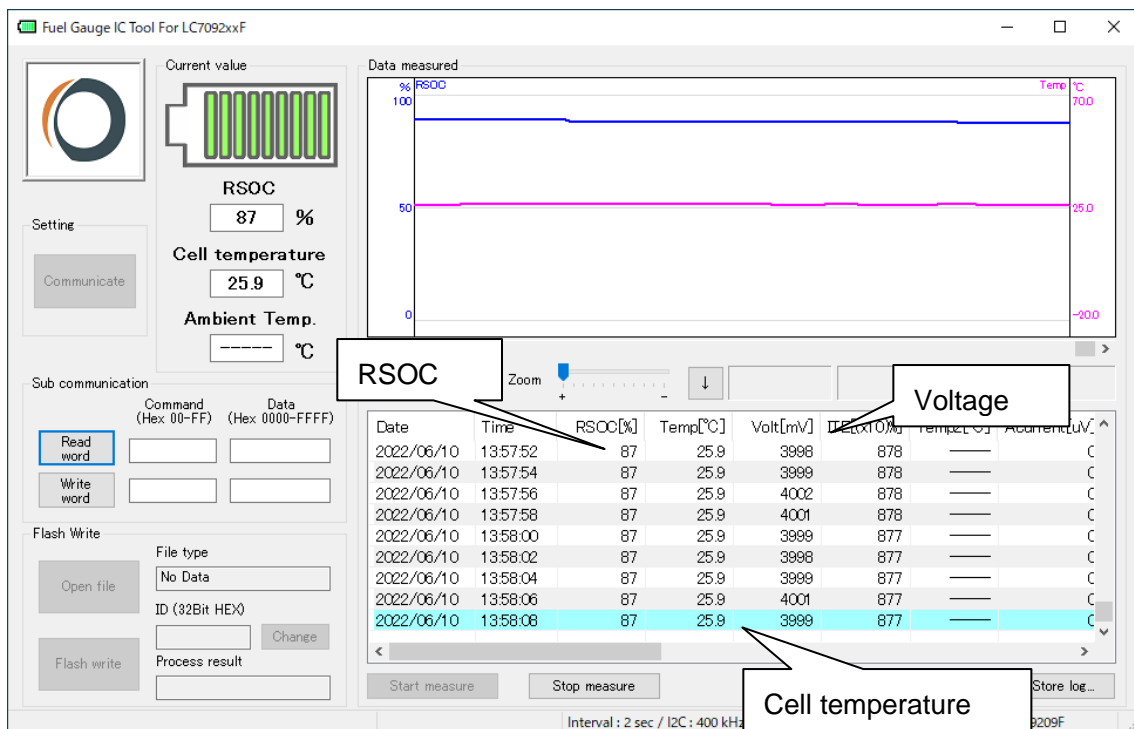 Fuel Gauge IC Tool For LC7092xxF
Current value
RSOC
87 %
Cell temperature
25.9 ℃
Ambient Temp.
----- ℃
Setting
Communicate
Data measured
% RSOC Temp ℃
100 70.0
50 25.0
0 -20.0
RSOC
Zoom
+ -
↓
Voltage
Sub communication
Command Data
(Hex 00-FF) (Hex 0000-FFFF)
Read
word
Write
word
Flash Write
File type
Open file
No Data
ID (32Bit HEX)
Change
Flash write
Process result
Date Time RSOC[%] Temp[℃] Volt[mV]
2022/06/10 13:57:52 87 25.9 3998 878 -----
2022/06/10 13:57:54 87 25.9 3999 878 -----
2022/06/10 13:57:56 87 25.9 4002 878 -----
2022/06/10 13:57:58 87 25.9 4001 878 -----
2022/06/10 13:58:00 87 25.9 3999 877 -----
2022/06/10 13:58:02 87 25.9 3998 877 -----
2022/06/10 13:58:04 87 25.9 3999 877 -----
2022/06/10 13:58:06 87 25.9 4001 877 -----
2022/06/10 13:58:08 87 25.9 3999 877 -----
Start measure
Stop measure
Store log...
Cell temperature
Interval : 2 sec / I2C : 400 kHz
9209F